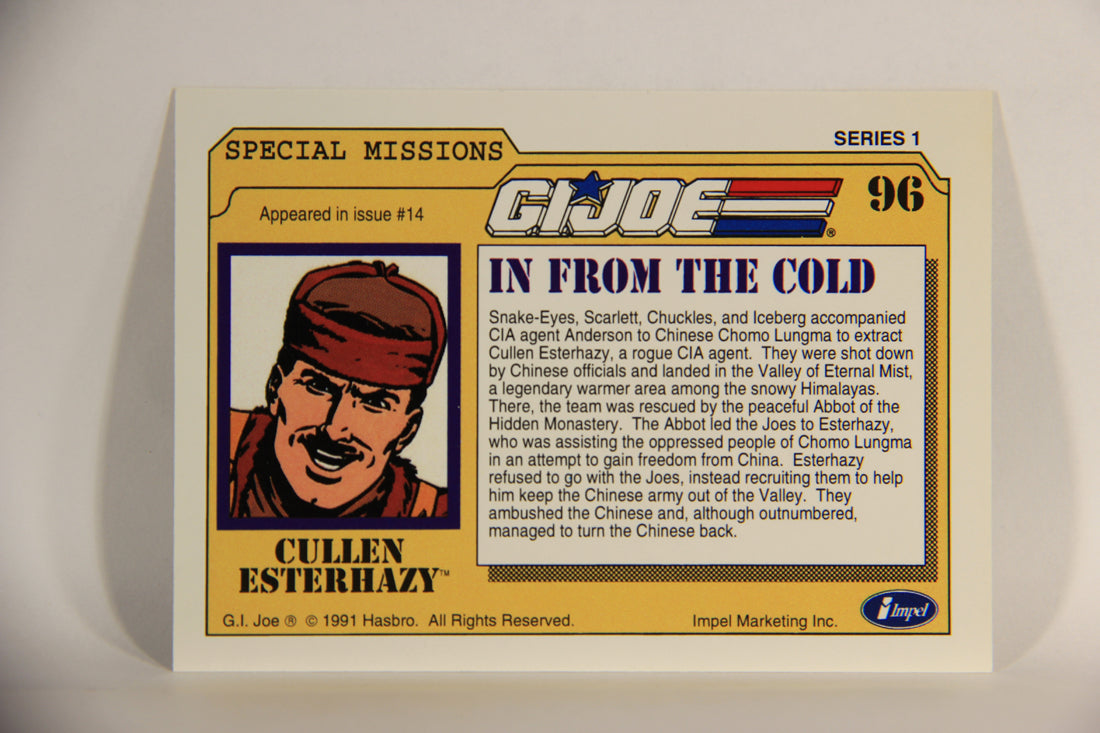 SERIES 1
SPECIAL MISSIONS
Appeared in issue #14
G.I.JOE ®
96
IN FROM THE COLD
Snake-Eyes, Scarlett, Chuckles, and Iceberg accompanied
CIA agent Anderson to Chinese Chomo Lungma to extract
Cullen Esterhazy, a rogue CIA agent. They were shot down
by Chinese officials and landed in the Valley of Eternal Mist,
a legendary warmer area among the snowy Himalayas.
There, the team was rescued by the peaceful Abbot of the
Hidden Monastery. The Abbot led the Joes to Esterhazy,
who was assisting the oppressed people of Chomo Lungma
in an attempt to gain freedom from China. Esterhazy
refused to go with the Joes, instead recruiting them to help
him keep the Chinese army out of the Valley. They
ambushed the Chinese and, although outnumbered,
managed to turn the Chinese back.
CULLEN
ESTERHAZY™
G.I. Joe ® © 1991 Hasbro. All Rights Reserved.
Impel Marketing Inc.
i Impel